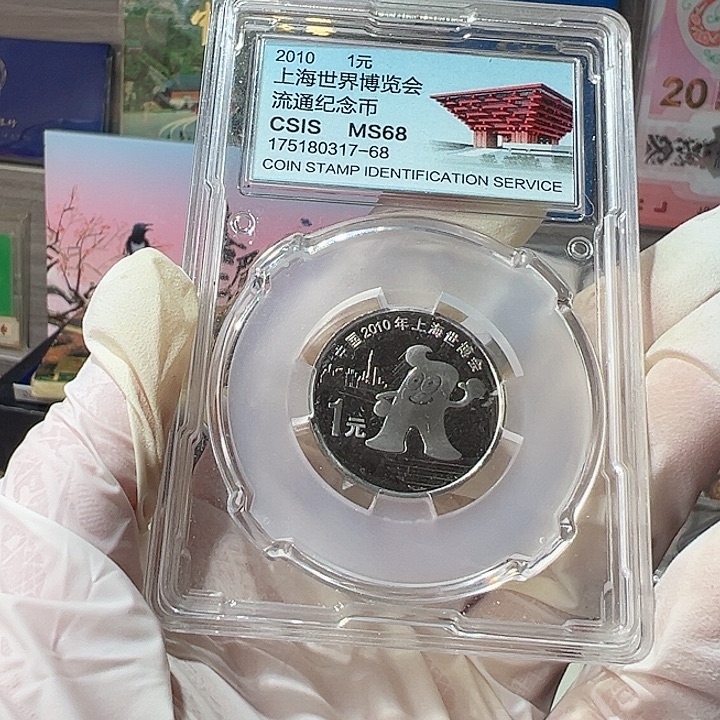 2010 1元
上海世界博览会
流通纪念币
CSIS MS68
175180317-68
COIN STAMP IDENTIFICATION SERVICE
中国2010年上海世博会
1元
20